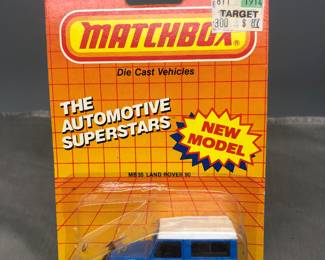 TARGET
MATCHBOX®
Die Cast Vehicles
THE
AUTOMOTIVE
SUPERSTARS
NEW
MODEL
MB35 LAND ROVER 90